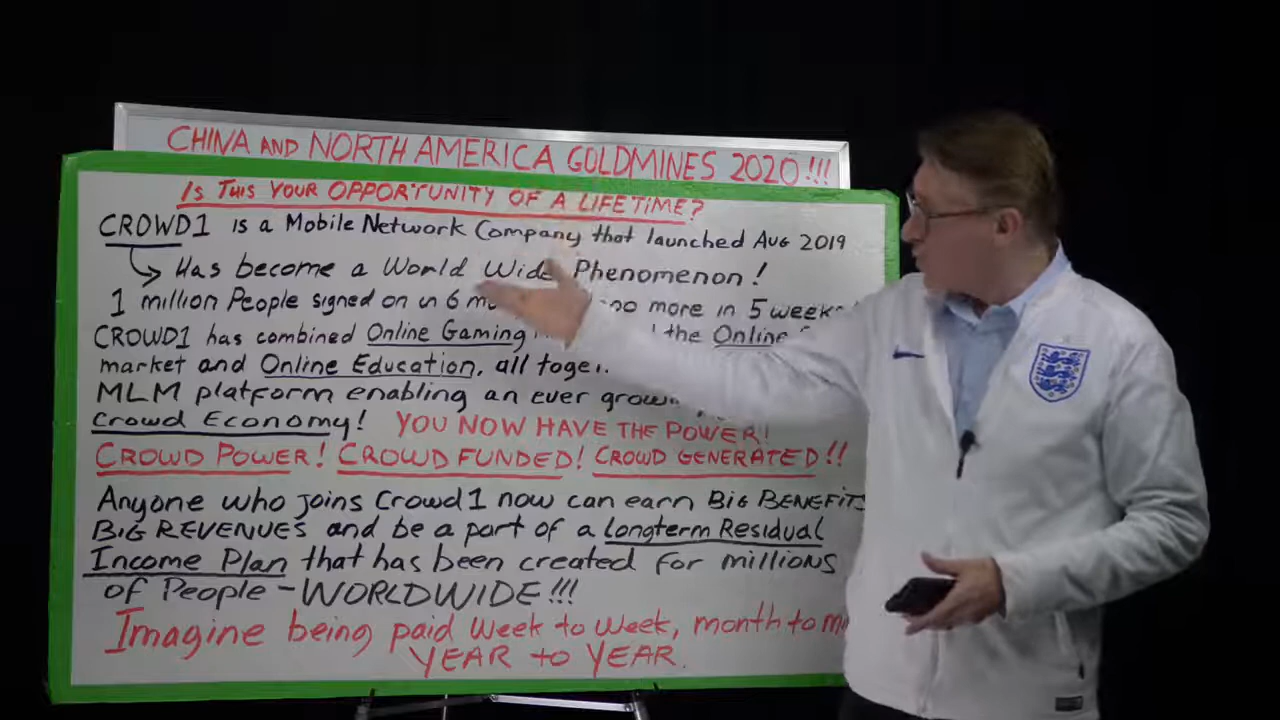 CHINA AND NORTH AMERICA GOLDMINES 2020!!!
IS THIS YOUR OPPORTUNITY OF A LIFETIME?
CROWD1 is a Mobile Network Company that launched Aug 2019
Has become a World Wide Phenomenon!
1 million People signed on in 6 more in 5 weeks
CROWD1 has combined Online Gaming the Online
market and Online Education, all
MLM platform enabling an ever
Crowd Economy! YOU NOW HAVE THE POWER!
CROWD POWER! CROWD FUNDED! CROWD GENERATED!!
Anyone who joins Crowd1 now can earn BIG BENEFITS
BIG REVENUES and be a part of a longterm Residual
Income Plan that has been created for millions
of People - WORLDWIDE!!!
Imagine being paid week to week, month to
YEAR to YEAR.